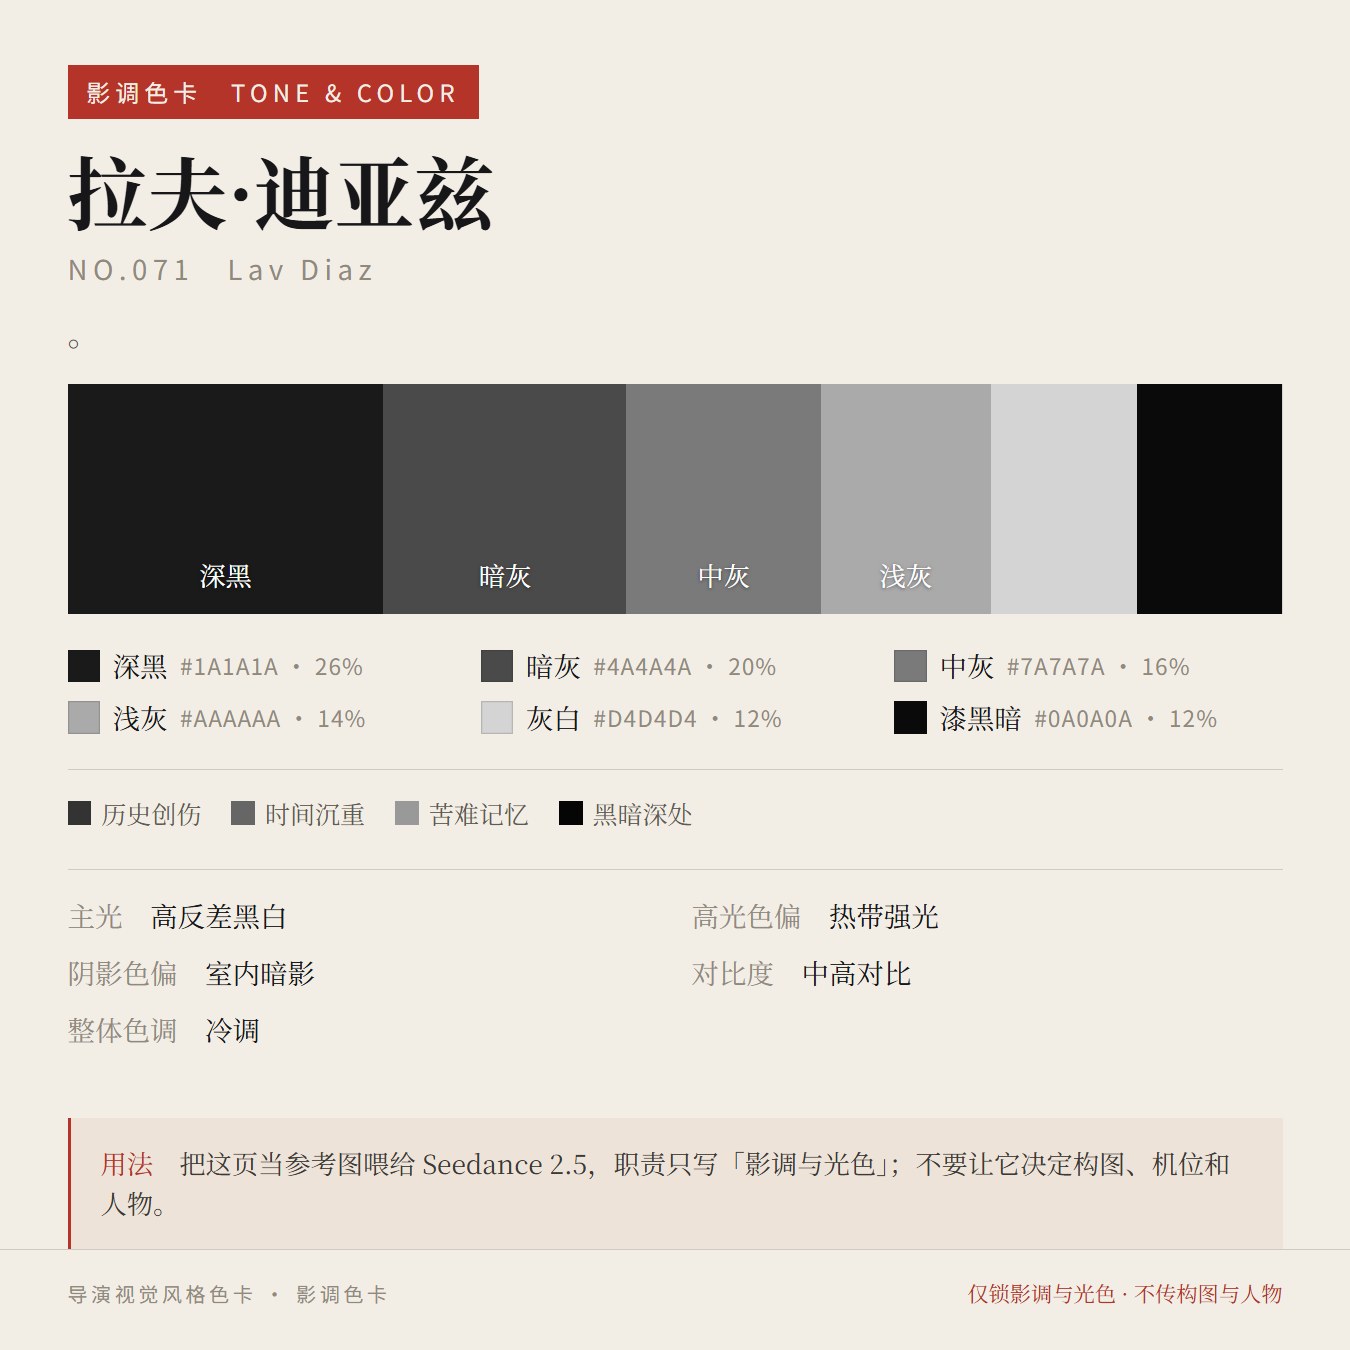 影调色卡 TONE & COLOR
拉夫·迪亚兹
NO.071 Lav Diaz
。
深黑 暗灰 中灰 浅灰
深黑 #1A1A1A · 26% 暗灰 #4A4A4A · 20% 中灰 #7A7A7A · 16%
浅灰 #AAAAAA · 14% 灰白 #D4D4D4 · 12% 漆黑暗 #0A0A0A · 12%
历史创伤 时间沉重 苦难记忆 黑暗深处
主光 高反差黑白 高光色偏 热带强光
阴影色偏 室内暗影 对比度 中高对比
整体色调 冷调
用法 把这页当参考图喂给 Seedance 2.5，职责只写「影调与光色」；不要让它决定构图、机位和
人物。
导演视觉风格色卡 · 影调色卡 仅锁影调与光色 · 不传构图与人物